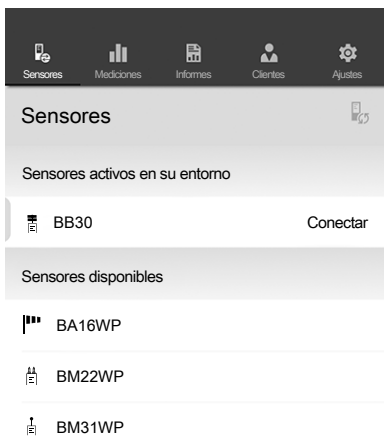 Sensores Mediciones Informes Clientes Ajustes
Sensores
Sensores activos en su entorno
BB30 Conectar
Sensores disponibles
BA16WP
BM22WP
BM31WP